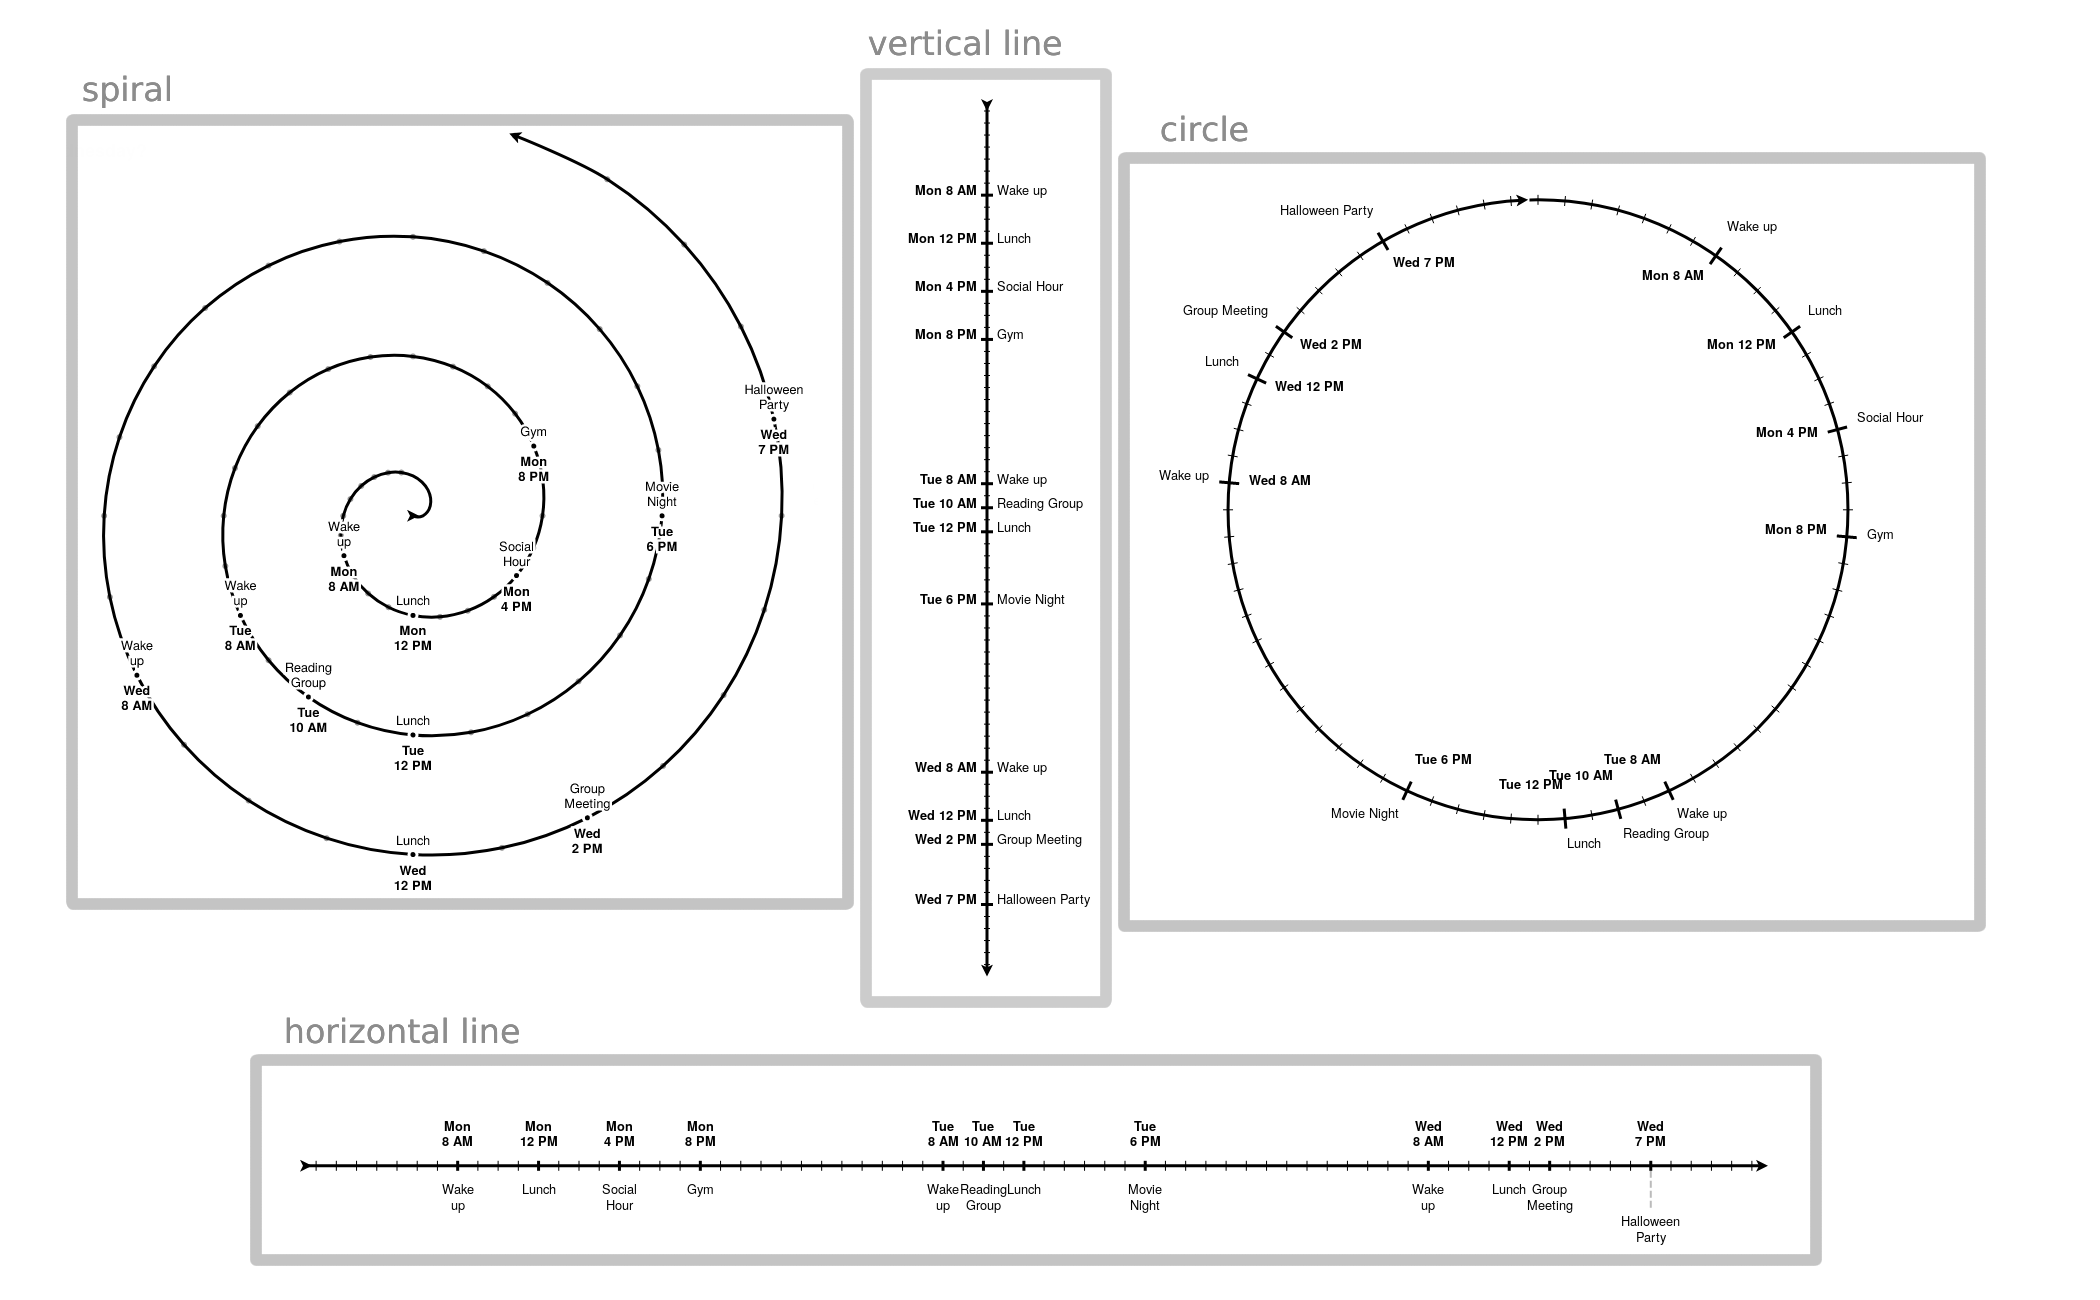 spiral
Halloween
Party
Wed
7 PM
Gym
Mon
8 PM
Movie
Night
Tue
6 PM
Wake
up
Mon
8 AM
Social
Hour
Mon
4 PM
Lunch
Mon
12 PM
Wake
up
Tue
8 AM
Reading
Group
Tue
10 AM
Lunch
Tue
12 PM
Wake
up
Wed
8 AM
Group
Meeting
Wed
2 PM
Lunch
Wed
12 PM
vertical line
Mon 8 AM Wake up
Mon 12 PM Lunch
Mon 4 PM Social Hour
Mon 8 PM Gym
Tue 8 AM Wake up
Tue 10 AM Reading Group
Tue 12 PM Lunch
Tue 6 PM Movie Night
Wed 8 AM Wake up
Wed 12 PM Lunch
Wed 2 PM Group Meeting
Wed 7 PM Halloween Party
circle
Halloween Party
Wed 7 PM
Wake up
Mon 8 AM
Group Meeting
Wed 2 PM
Lunch
Mon 12 PM
Lunch
Wed 12 PM
Social Hour
Mon 4 PM
Wake up
Wed 8 AM
Mon 8 PM
Gym
Tue 6 PM
Movie Night
Tue 12 PM
Lunch
Tue 10 AM
Reading Group
Tue 8 AM
Wake up
horizontal line
Mon Mon Mon Mon Tue Tue Tue Tue Wed Wed Wed Wed
8 AM 12 PM 4 PM 8 PM 8 AM 10 AM 12 PM 6 PM 8 AM 12 PM 2 PM 7 PM
Wake Lunch Social Gym Wake Reading Lunch Movie Wake Lunch Group
up Hour up Group Night up Meeting
Halloween
Party